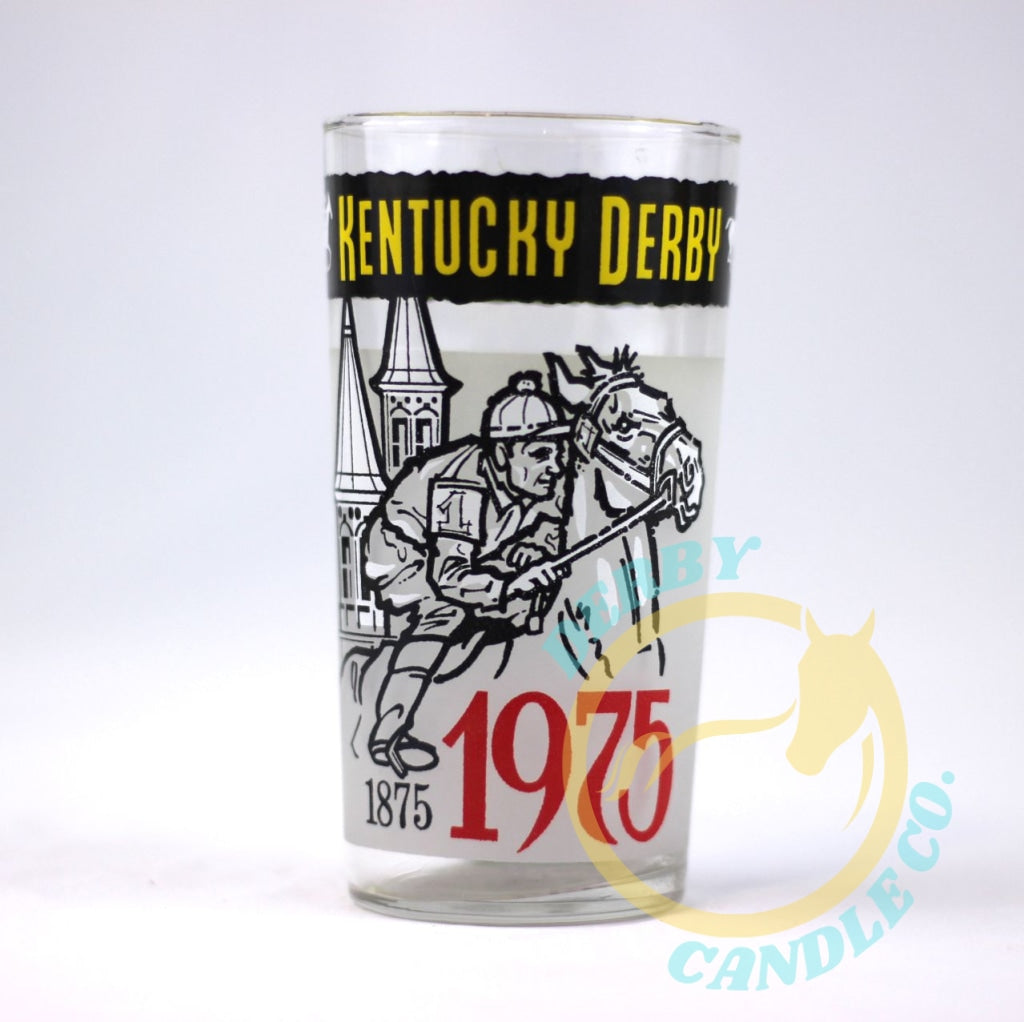 KENTUCKY DERBY
1
1875
1975
DERBY
CANDLE CO.